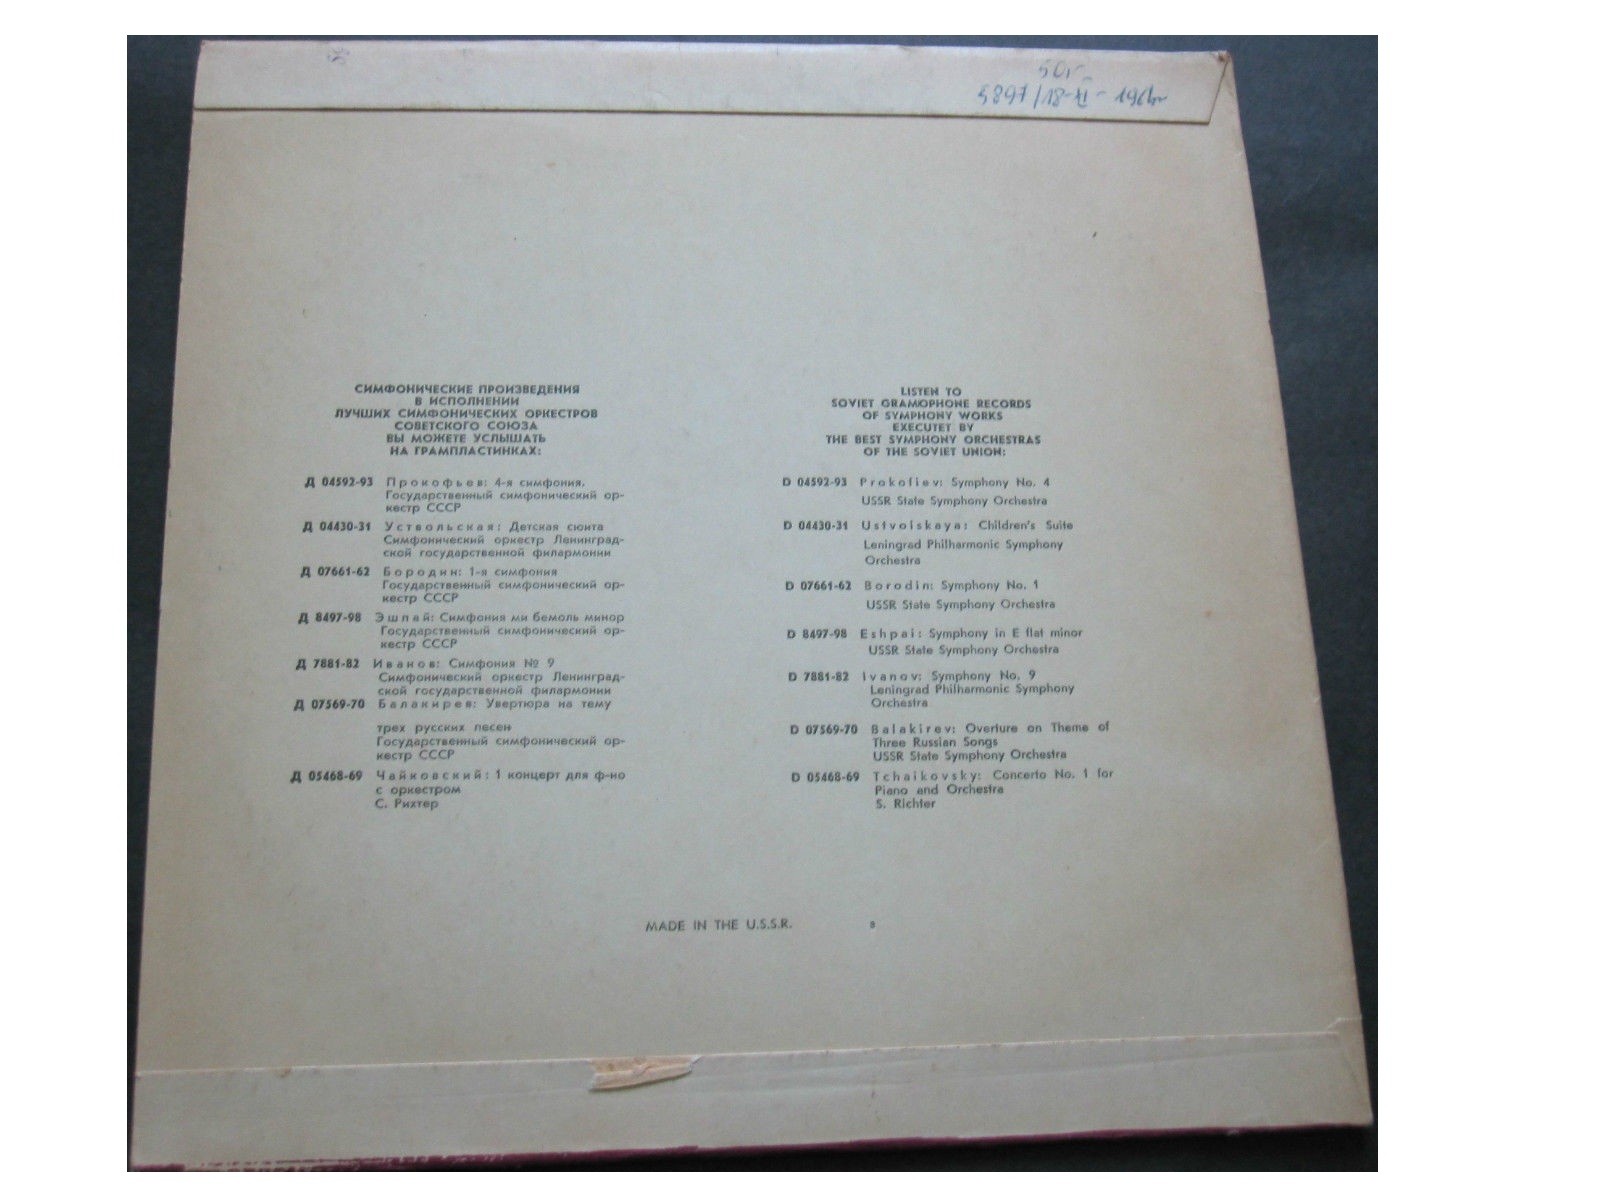 50r
5897/18-XI-196
СИМФОНИЧЕСКИЕ ПРОИЗВЕДЕНИЯ
В ИСПОЛНЕНИИ
ЛУЧШИХ СИМФОНИЧЕСКИХ ОРКЕСТРОВ
СОВЕТСКОГО СОЮЗА
ВЫ МОЖЕТЕ УСЛЫШАТЬ
НА ГРАМПЛАСТИНКАХ:
Д 04592-93 Прокофьев: 4-я симфония.
Государственный симфонический ор-
кестр СССР
Д 04430-31 Уствольская: Детская сюита
Симфонический оркестр Ленинград-
ской государственной филармонии
Д 07661-62 Бородин: 1-я симфония
Государственный симфонический ор-
кестр СССР
Д 8497-98 Эшпай: Симфония ми бемоль минор
Государственный симфонический ор-
кестр СССР
Д 7881-82 Иванов: Симфония № 9
Симфонический оркестр Ленинград-
ской государственной филармонии
Д 07569-70 Балакирев: Увертюра на тему
трех русских песен
Государственный симфонический ор-
кестр СССР
Д 05468-69 Чайковский: 1 концерт для ф-но
с оркестром
С. Рихтер
LISTEN TO
SOVIET GRAMOPHONE RECORDS
OF SYMPHONY WORKS
EXECUTET BY
THE BEST SYMPHONY ORCHESTRAS
OF THE SOVIET UNION:
D 04592-93 Prokofiev: Symphony No. 4
USSR State Symphony Orchestra
D 04430-31 Ustvolskaya: Children's Suite
Leningrad Philharmonic Symphony
Orchestra
D 07661-62 Borodin: Symphony No. 1
USSR State Symphony Orchestra
D 8497-98 Eshpai: Symphony in E flat minor
USSR State Symphony Orchestra
D 7881-82 Ivanov: Symphony No. 9
Leningrad Philharmonic Symphony
Orchestra
D 07569-70 Balakirev: Overture on Theme of
Three Russian Songs
USSR State Symphony Orchestra
D 05468-69 Tchaikovsky: Concerto No. 1 for
Piano and Orchestra
S. Richter
MADE IN THE U.S.S.R.